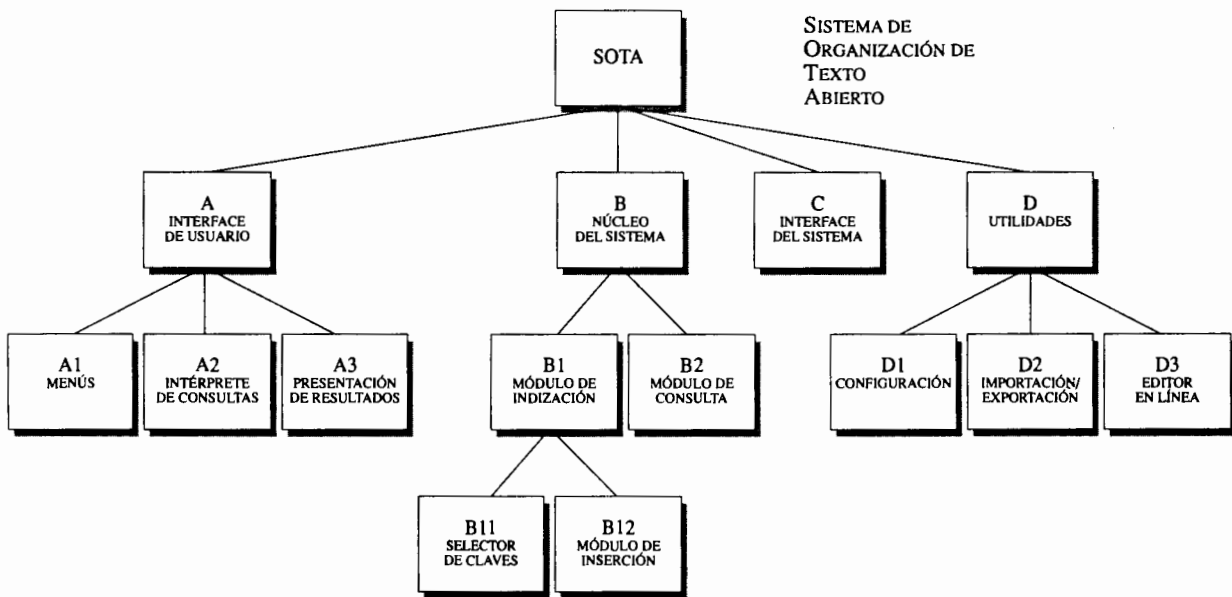 SOTA
SISTEMA DE
ORGANIZACIÓN DE
TEXTO
ABIERTO
A
INTERFACE
DE USUARIO
B
NÚCLEO
DEL SISTEMA
C
INTERFACE
DEL SISTEMA
D
UTILIDADES
A1
MENÚS
A2
INTÉRPRETE
DE CONSULTAS
A3
PRESENTACIÓN
DE RESULTADOS
B1
MÓDULO DE
INDIZACIÓN
B2
MÓDULO DE
CONSULTA
D1
CONFIGURACIÓN
D2
IMPORTACIÓN/
EXPORTACIÓN
D3
EDITOR
EN LÍNEA
B11
SELECTOR
DE CLAVES
B12
MÓDULO DE
INSERCIÓN